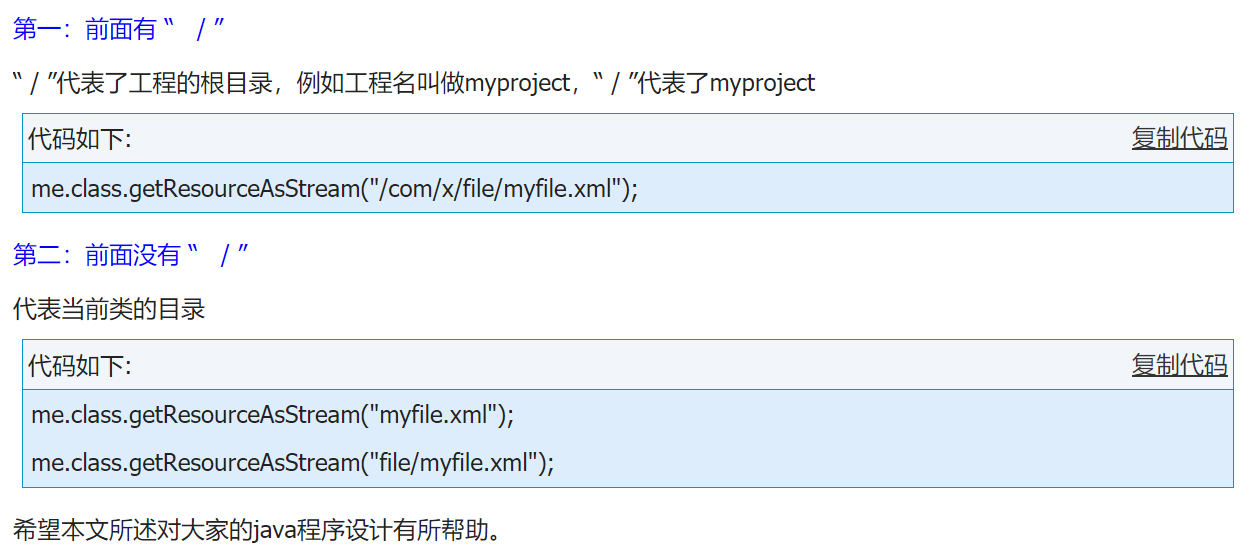 第一：前面有 “   / ”
“ / ”代表了工程的根目录，例如工程名叫做myproject，“ / ”代表了myproject
代码如下:
复制代码
me.class.getResourceAsStream("/com/x/file/myfile.xml");
第二：前面没有 “   / ”
代表当前类的目录
代码如下:
复制代码
me.class.getResourceAsStream("myfile.xml");
me.class.getResourceAsStream("file/myfile.xml");
希望本文所述对大家的java程序设计有所帮助。